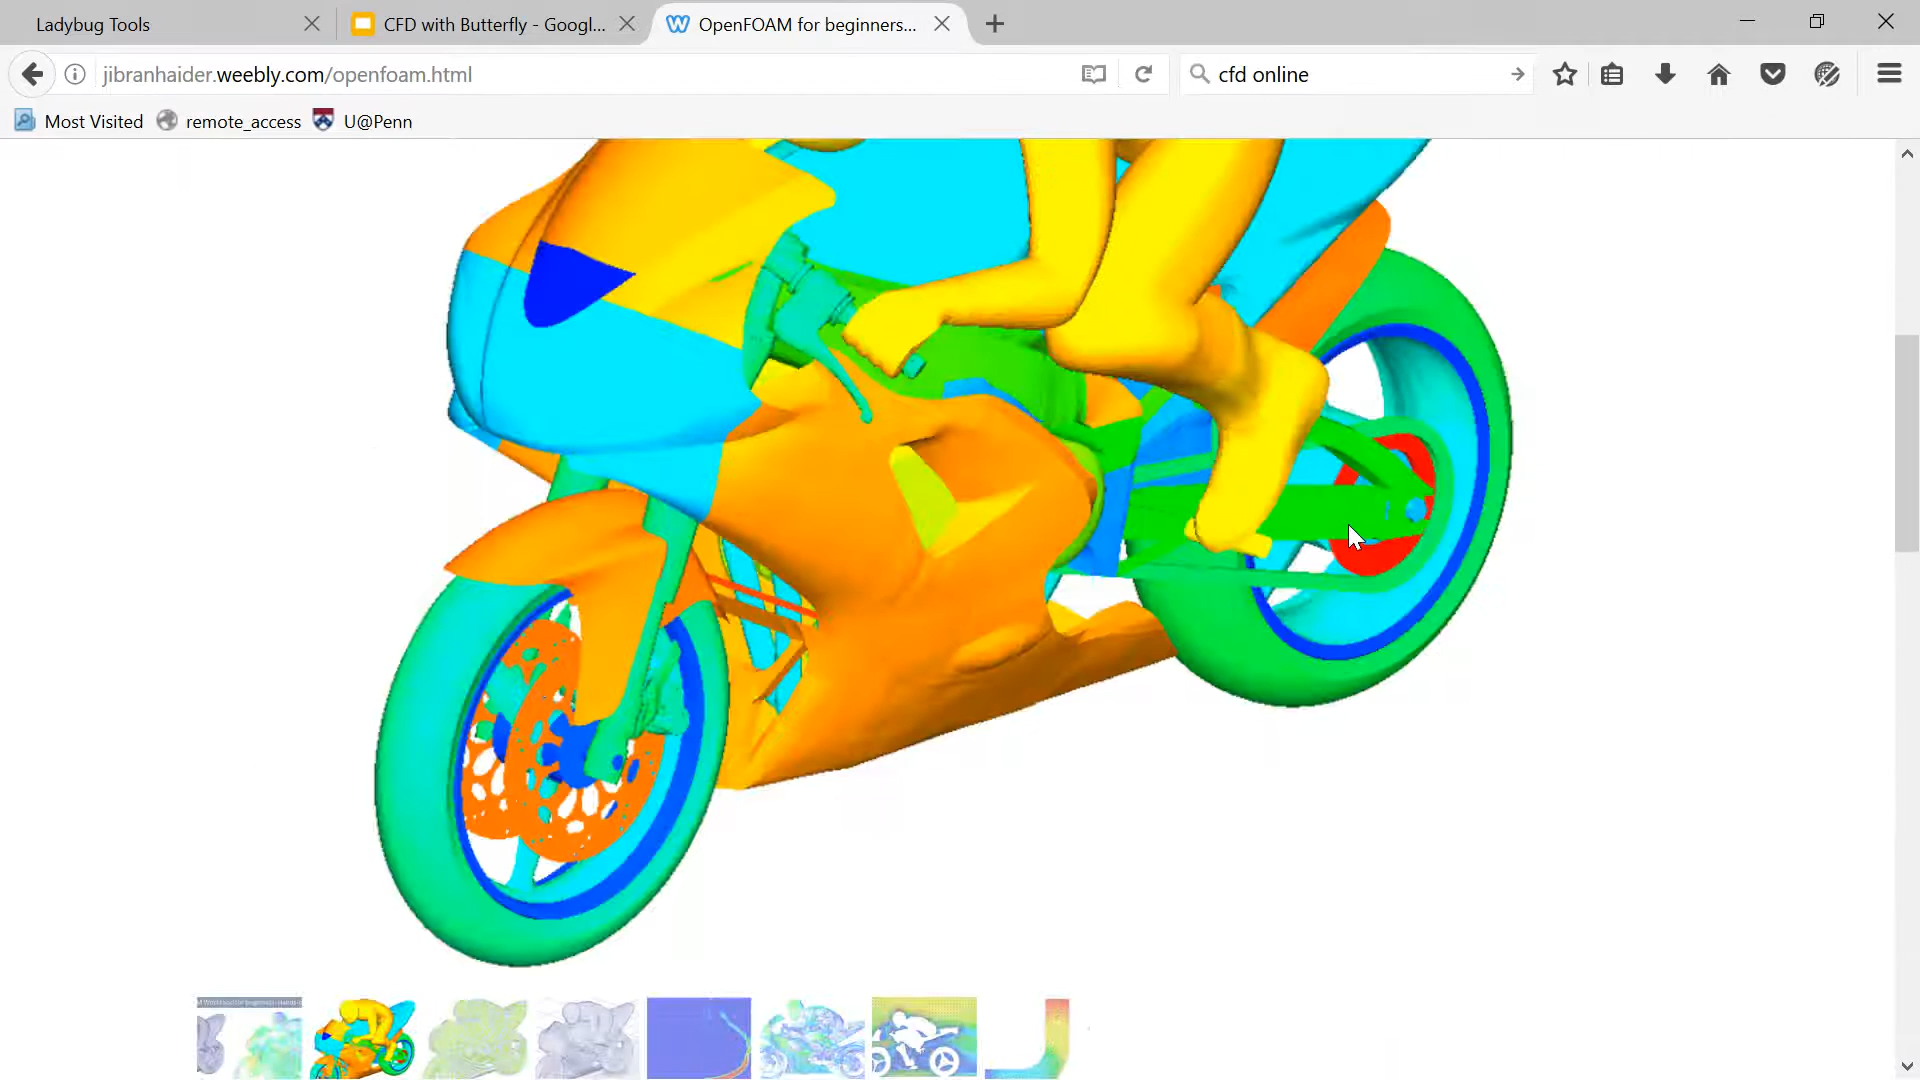 Ladybug Tools
CFD with Butterfly - Googl...
OpenFOAM for beginners...
jibranhaider.weebly.com/openfoam.html
cfd online
Most Visited
remote_access
U@Penn